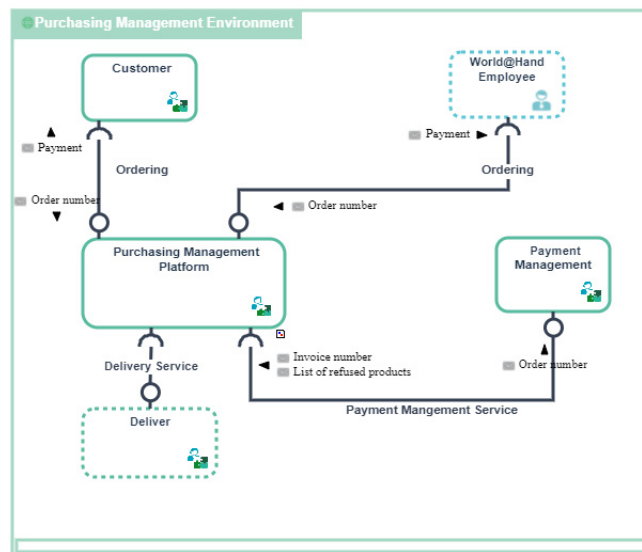 Purchasing Management Environment
Customer
World@Hand
Employee
Payment
Payment
Ordering
Ordering
Order number
Order number
Purchasing Management
Platform
Payment
Management
Invoice number
List of refused products
Order number
Delivery Service
Payment Mangement Service
Deliver